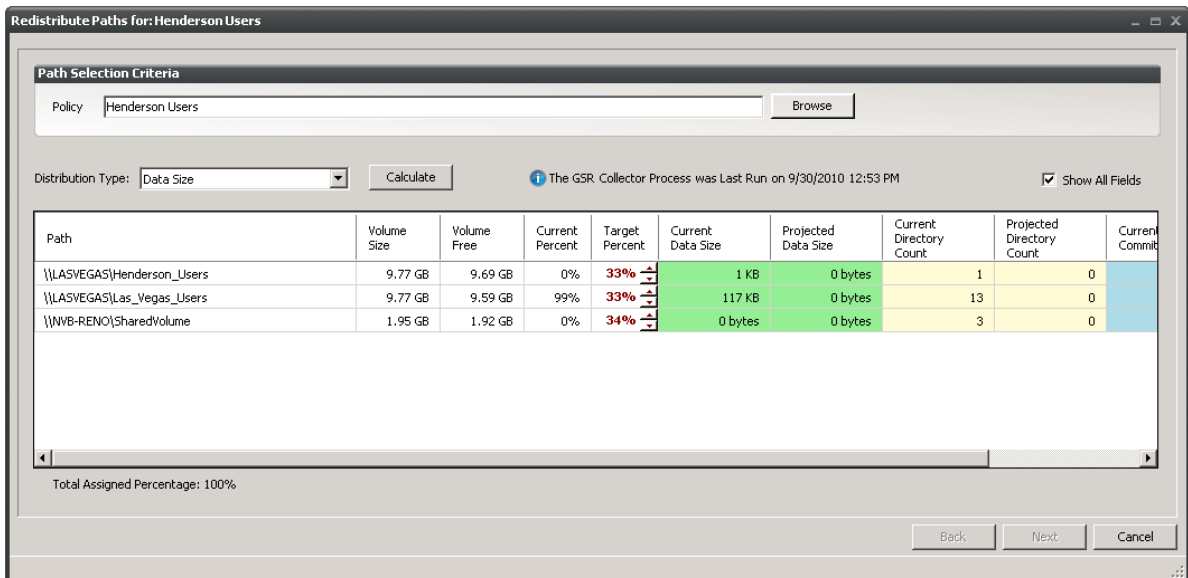 Redistribute Paths for: Henderson Users
Path Selection Criteria
Policy Henderson Users Browse
Distribution Type: Data Size Calculate The GSR Collector Process was Last Run on 9/30/2010 12:53 PM Show All Fields
Path Volume Size Volume Free Current Percent Target Percent Current Data Size Projected Data Size Current Directory Count Projected Directory Count Current Commit
\\LASVEGAS\Henderson_Users 9.77 GB 9.69 GB 0% 33% 1 KB 0 bytes 1 0
\\LASVEGAS\Las_Vegas_Users 9.77 GB 9.59 GB 99% 33% 117 KB 0 bytes 13 0
\\NVB-RENO\SharedVolume 1.95 GB 1.92 GB 0% 34% 0 bytes 0 bytes 3 0
Total Assigned Percentage: 100%
Back Next Cancel